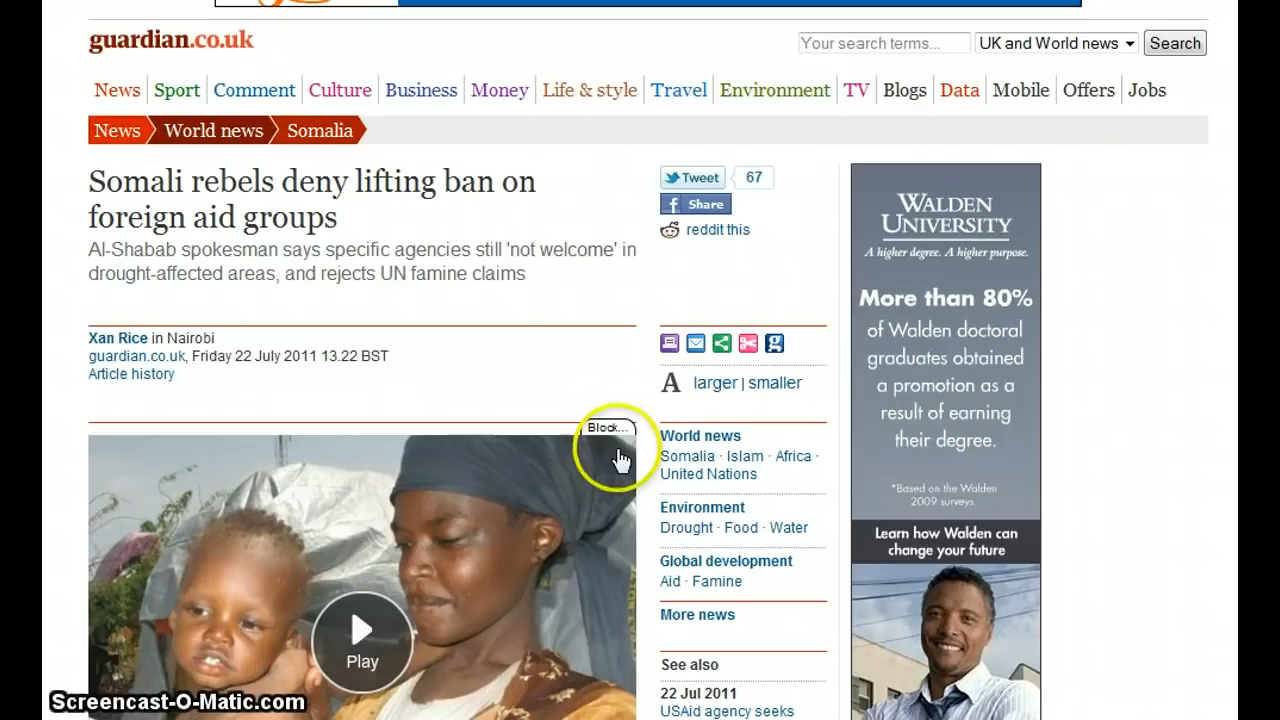 guardian.co.uk
Your search terms...
UK and World news
Search
News
Sport
Comment
Culture
Business
Money
Life & style
Travel
Environment
TV
Blogs
Data
Mobile
Offers
Jobs
News
World news
Somalia
Somali rebels deny lifting ban on
foreign aid groups
Al-Shabab spokesman says specific agencies still 'not welcome' in
drought-affected areas, and rejects UN famine claims
Xan Rice in Nairobi
guardian.co.uk, Friday 22 July 2011 13.22 BST
Article history
Block...
Play
Tweet
67
Share
reddit this
A larger | smaller
World news
Somalia · Islam · Africa ·
United Nations
Environment
Drought · Food · Water
Global development
Aid · Famine
More news
See also
22 Jul 2011
USAid agency seeks
WALDEN
UNIVERSITY
A higher degree. A higher purpose.
More than 80%
of Walden doctoral
graduates obtained
a promotion as a
result of earning
their degree.
*Based on the Walden
2009 surveys.
Learn how Walden can
change your future
Screencast-O-Matic.com